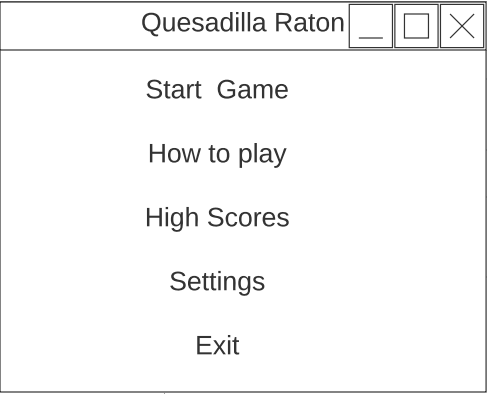 Quesadilla Raton
Start  Game
How to play
High Scores
Settings
Exit